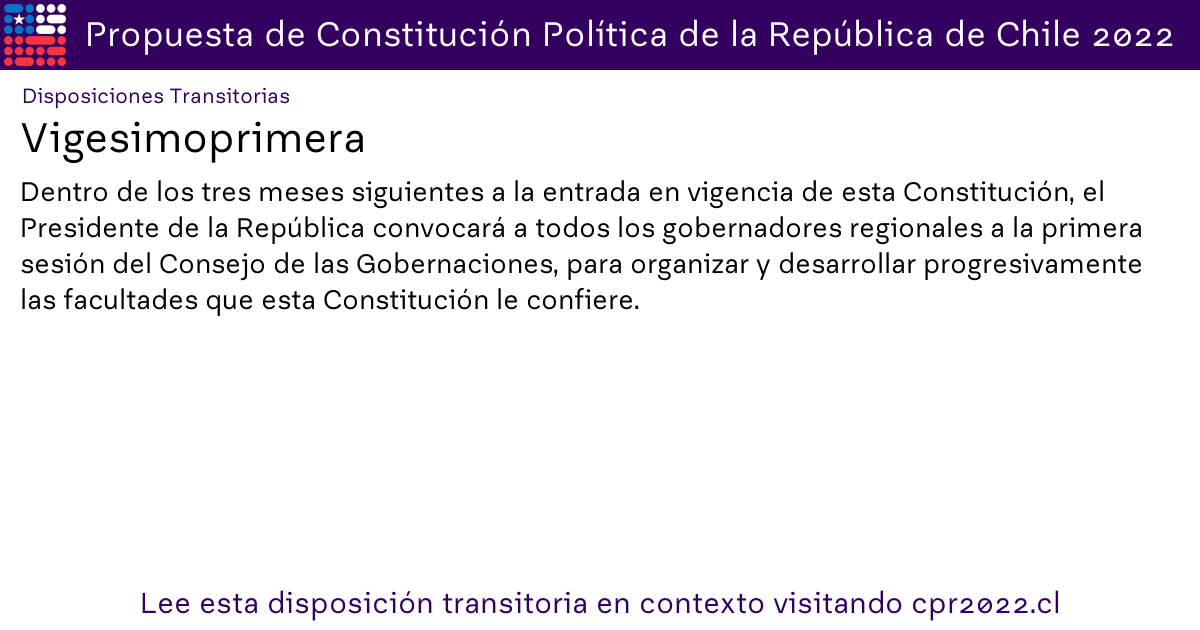 Propuesta de Constitución Política de la República de Chile 2022
Disposiciones Transitorias
Vigesimoprimera
Dentro de los tres meses siguientes a la entrada en vigencia de esta Constitución, el
Presidente de la República convocará a todos los gobernadores regionales a la primera
sesión del Consejo de las Gobernaciones, para organizar y desarrollar progresivamente
las facultades que esta Constitución le confiere.
Lee esta disposición transitoria en contexto visitando cpr2022.cl